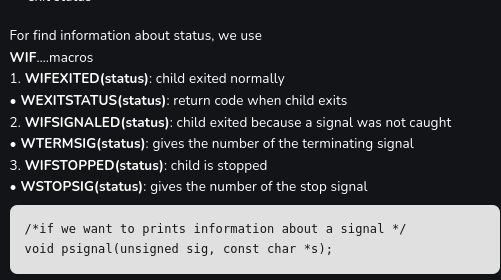 For find information about status, we use
WIF....macros
1. WIFEXITED(status): child exited normally
• WEXITSTATUS(status): return code when child exits
2. WIFSIGNALED(status): child exited because a signal was not caught
• WTERMSIG(status): gives the number of the terminating signal
3. WIFSTOPPED(status): child is stopped
• WSTOPSIG(status): gives the number of the stop signal
/*if we want to prints information about a signal */
void psignal(unsigned sig, const char *s);